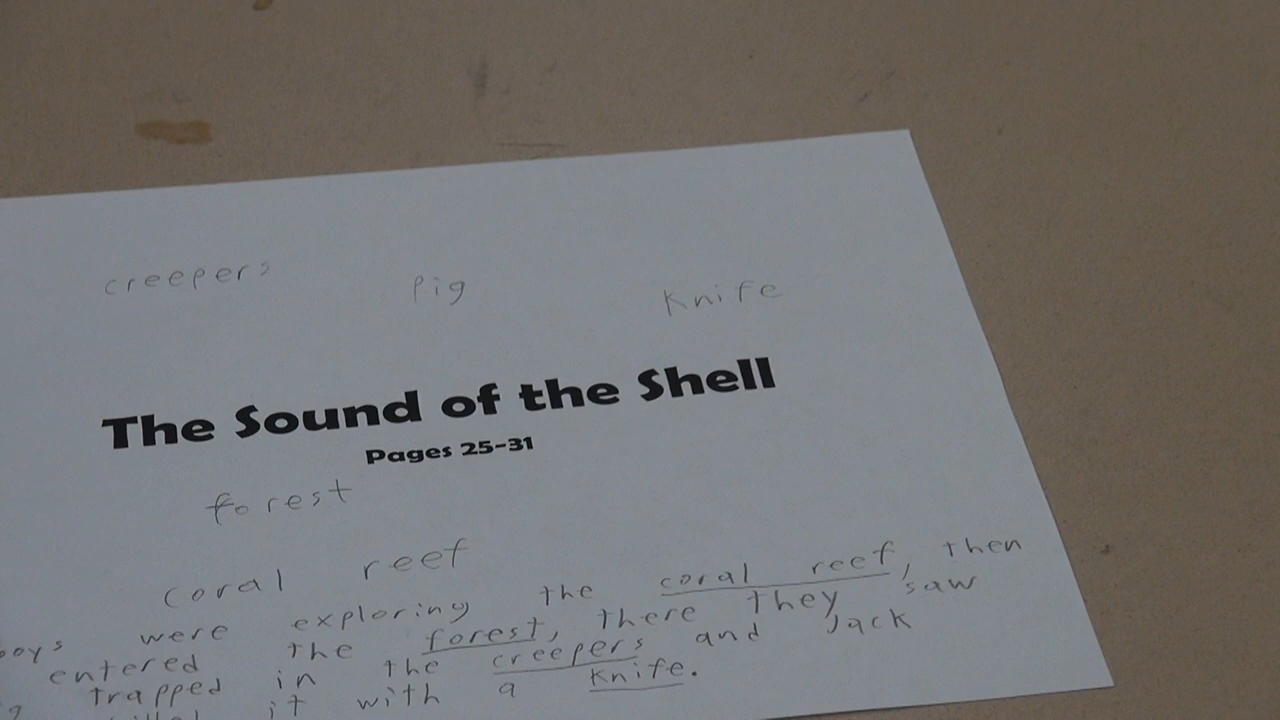 creepers pig knife
The Sound of the Shell
Pages 25-31
forest
coral reef
boys were exploring the coral reef, then
entered the forest, there they saw
trapped in the creepers and Jack
it with a knife.